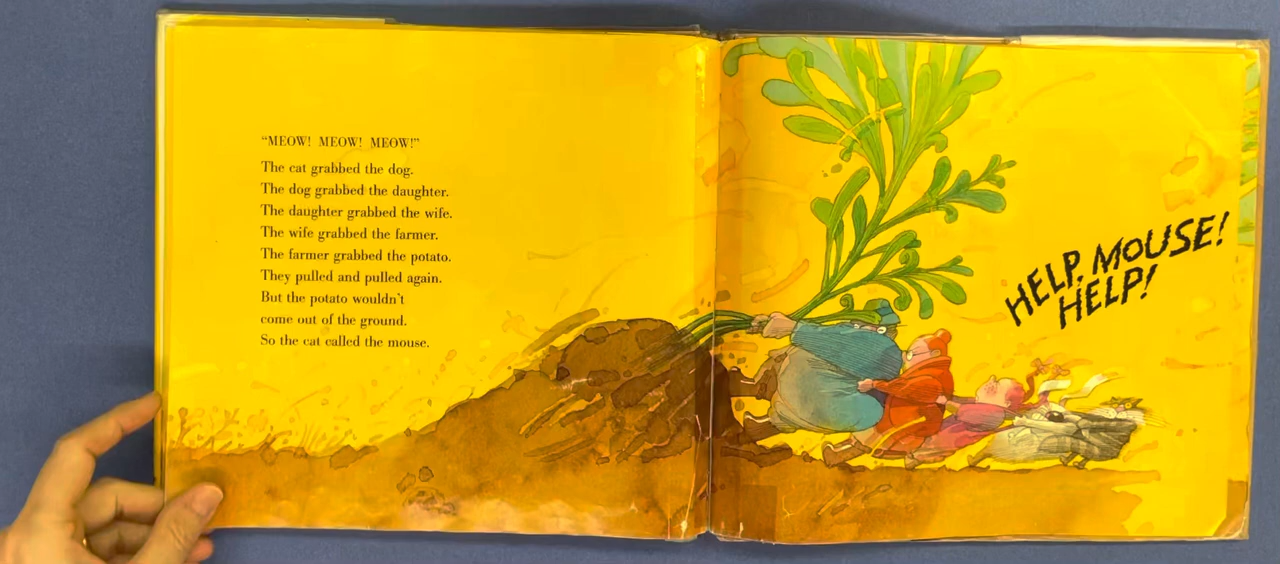 “MEOW! MEOW! MEOW!”
The cat grabbed the dog.
The dog grabbed the daughter.
The daughter grabbed the wife.
The wife grabbed the farmer.
The farmer grabbed the potato.
They pulled and pulled again.
But the potato wouldn’t
come out of the ground.
So the cat called the mouse.
HELP, MOUSE!
HELP!